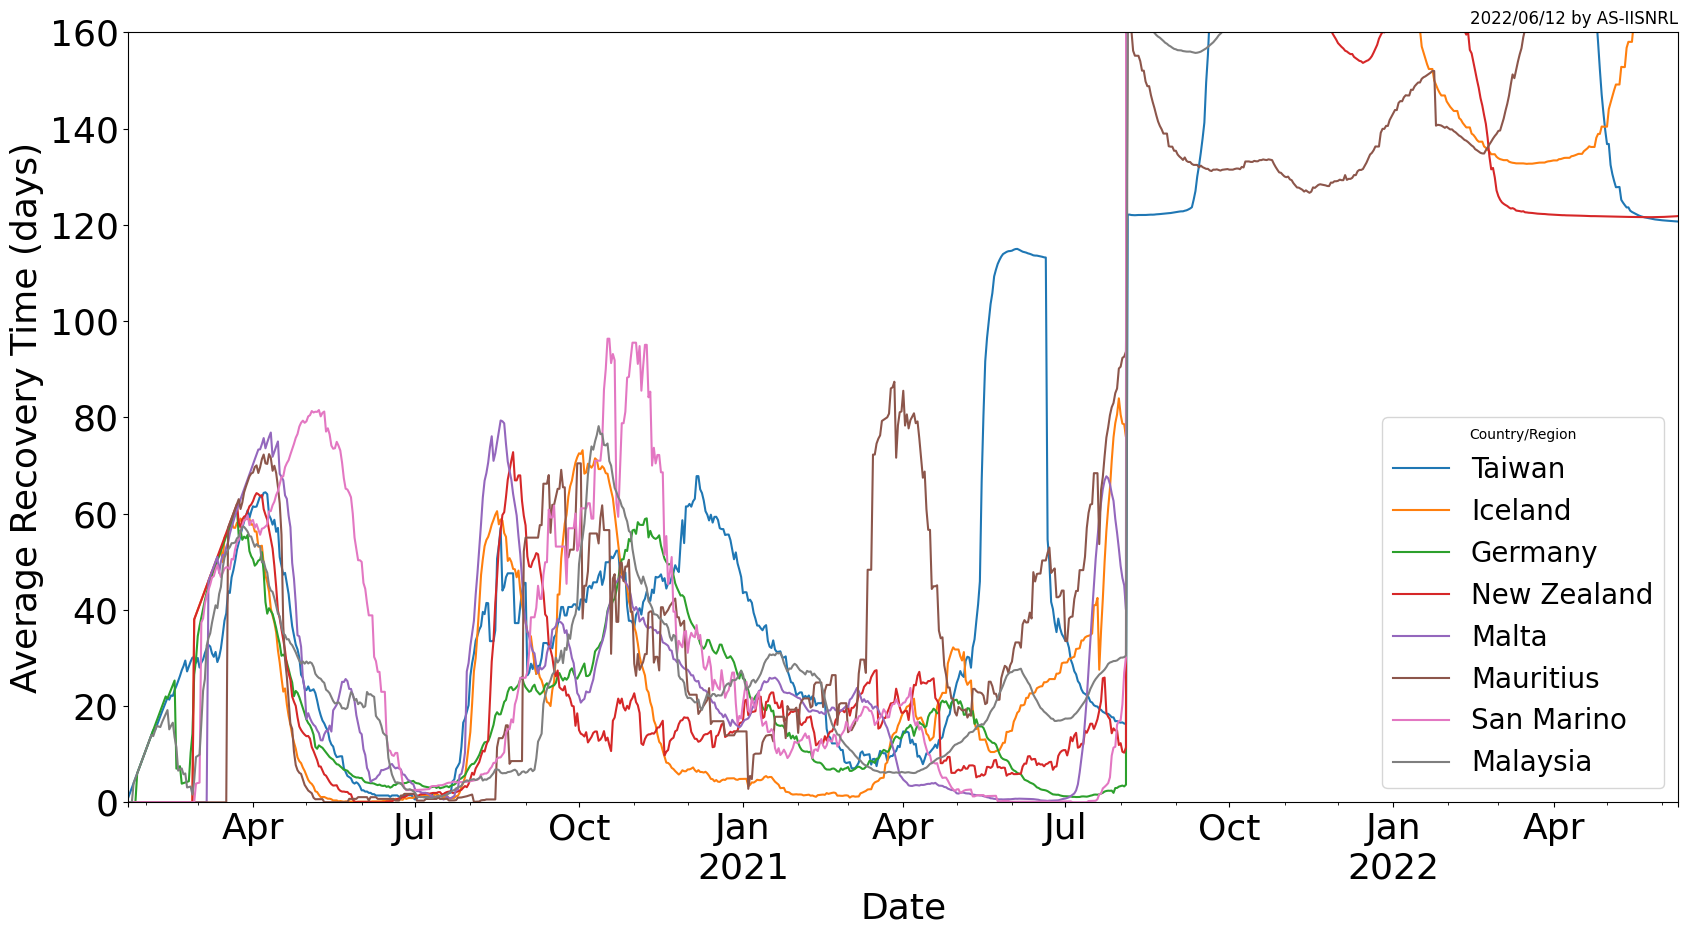 2022/06/12 by AS-IISNRL
160
140
120
100
80
60
40
20
0
Average Recovery Time (days)
Country/Region
Taiwan
Iceland
Germany
New Zealand
Malta
Mauritius
San Marino
Malaysia
Apr Jul Oct Jan Apr Jul Oct Jan Apr
2021 2022
Date